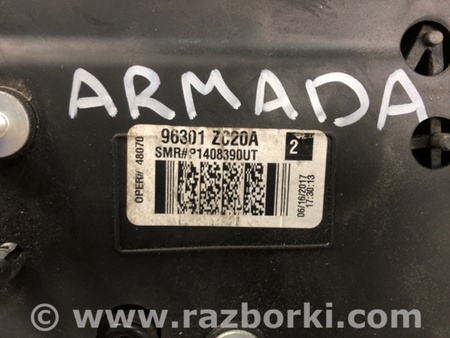 ARMADA
96301 ZC20A
SMR# P1408390UT
2
OPER# 48070
06/16/2017
17:30:13
© www.razborki.com